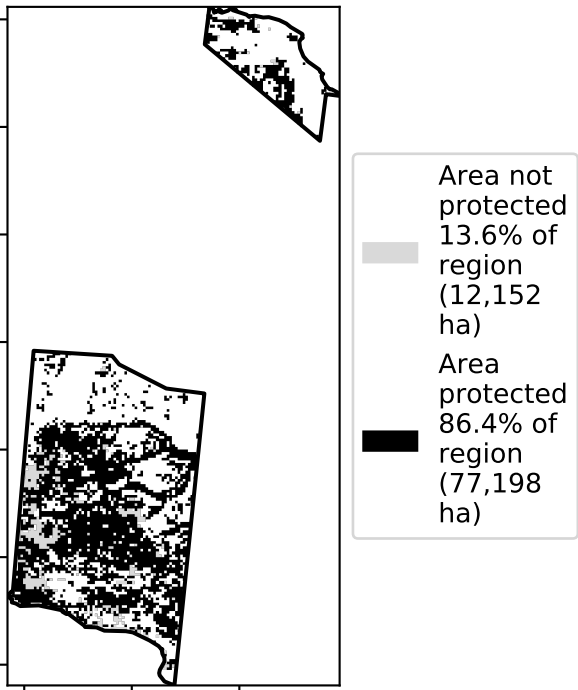 Area not
protected
13.6% of
region
(12,152
ha)
Area
protected
86.4% of
region
(77,198
ha)